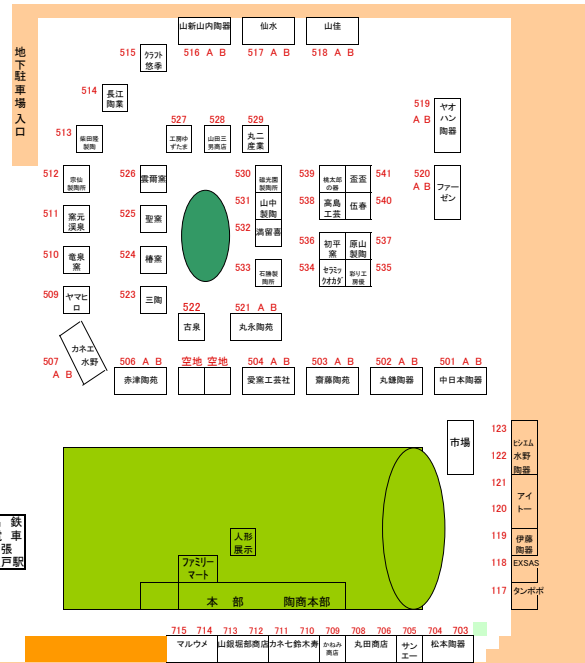 山新山内陶器 仙水 山佳
516 A B 517 A B 518 A B
地下駐車場入口
515 クラフト悠季
514 長江陶業
513 柴田陸製陶
527 工房ゆずたま
528 山田三男商店
529 丸二産業
519 A B ヤオハン陶器
512 宗仙製陶所
526 雲爾窯
530 磁光園製陶所
539 桃太郎の器
盃盃 541
520 A B ファーゼン
511 窯元渓泉
525 聖窯
531 山中製陶
538 高島工芸
伍春 540
532 満留喜
510 竜泉窯
524 椿窯
536 初平窯
原山製陶 537
533 石勝製陶所
534 セラミックオカダ
彩り工房優 535
509 ヤマヒロ
523 三陶
522 古泉
521 A B 丸永陶苑
507 A B カネエ水野
506 A B 赤津陶苑
空地 空地
504 A B 愛窯工芸社
503 A B 齋藤陶苑
502 A B 丸鎌陶器
501 A B 中日本陶器
市場
123
122 ヒシエム水野陶器
121
120 アイトー
119 伊藤陶器
118 EXSAS
117 タンポポ
鉄
車
張
戸駅
人形展示
ファミリーマート
本部 陶商本部
715 714 713 712 711 710 709 708 706 705 704 703
マルウメ 山銀堀部商店 カネ七鈴木寿 かねみ商店 丸田商店 サンエー 松本陶器